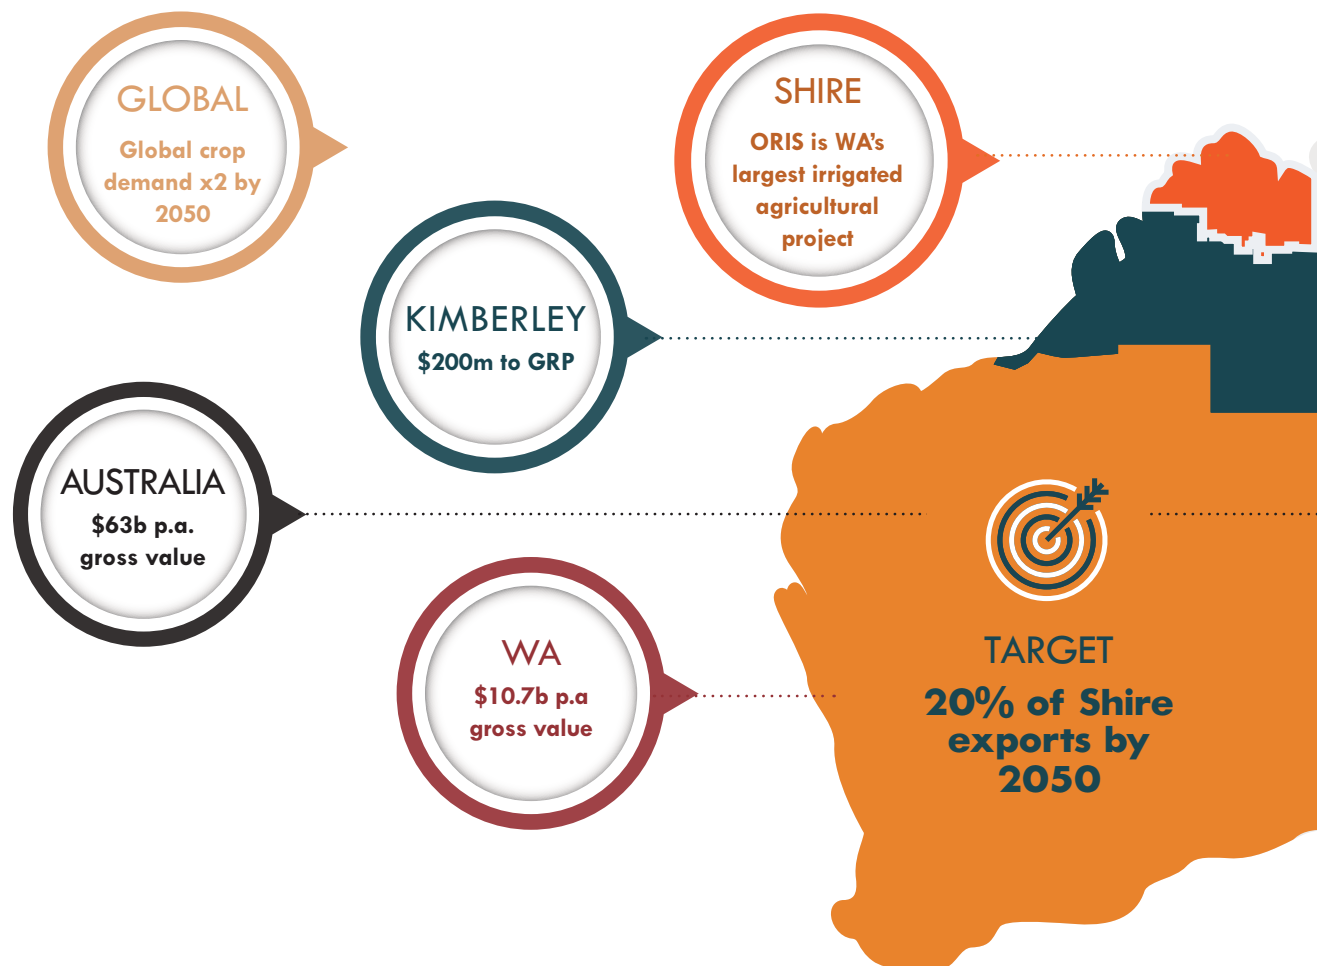 GLOBAL
Global crop
demand x2 by
2050
SHIRE
ORIS is WA's
largest irrigated
agricultural
project
KIMBERLEY
$200m to GRP
AUSTRALIA
$63b p.a.
gross value
WA
$10.7b p.a
gross value
TARGET
20% of Shire
exports by
2050